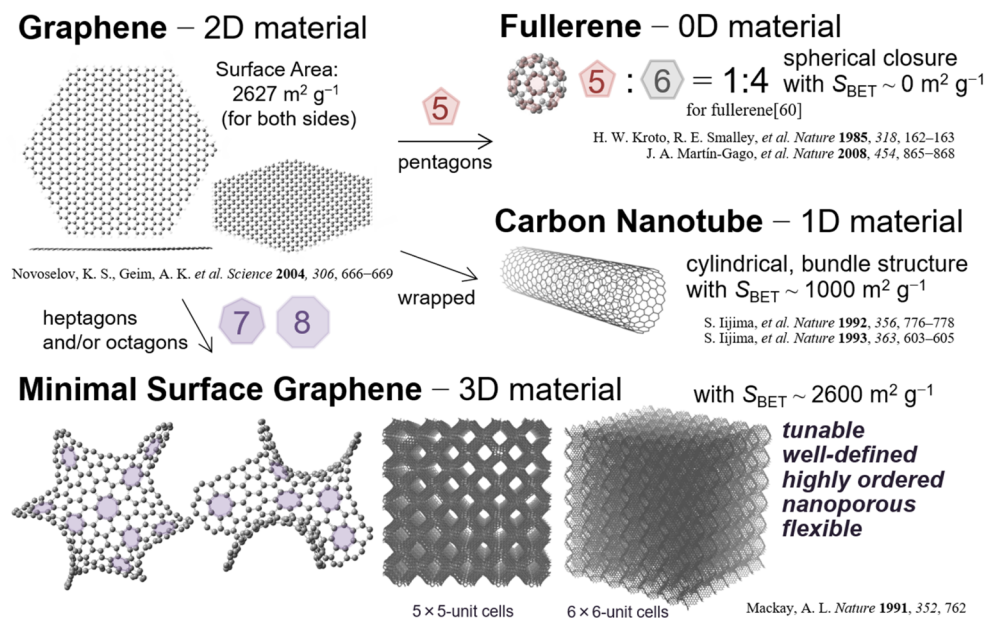 Graphene – 2D material
Surface Area:
2627 m² g⁻¹
(for both sides)
Novoselov, K. S., Geim, A. K. et al. Science 2004, 306, 666–669
5
pentagons
Fullerene – 0D material
5 : 6 = 1:4
for fullerene[60]
spherical closure
with SBET ~ 0 m² g⁻¹
H. W. Kroto, R. E. Smalley, et al. Nature 1985, 318, 162–163
J. A. Martín-Gago, et al. Nature 2008, 454, 865–868
wrapped
Carbon Nanotube – 1D material
cylindrical, bundle structure
with SBET ~ 1000 m² g⁻¹
S. Iijima, et al. Nature 1992, 356, 776–778
S. Iijima, et al. Nature 1993, 363, 603–605
heptagons
and/or octagons
7 8
Minimal Surface Graphene – 3D material
with SBET ~ 2600 m² g⁻¹
tunable
well-defined
highly ordered
nanoporous
flexible
5 × 5-unit cells
6 × 6-unit cells
Mackay, A. L. Nature 1991, 352, 762